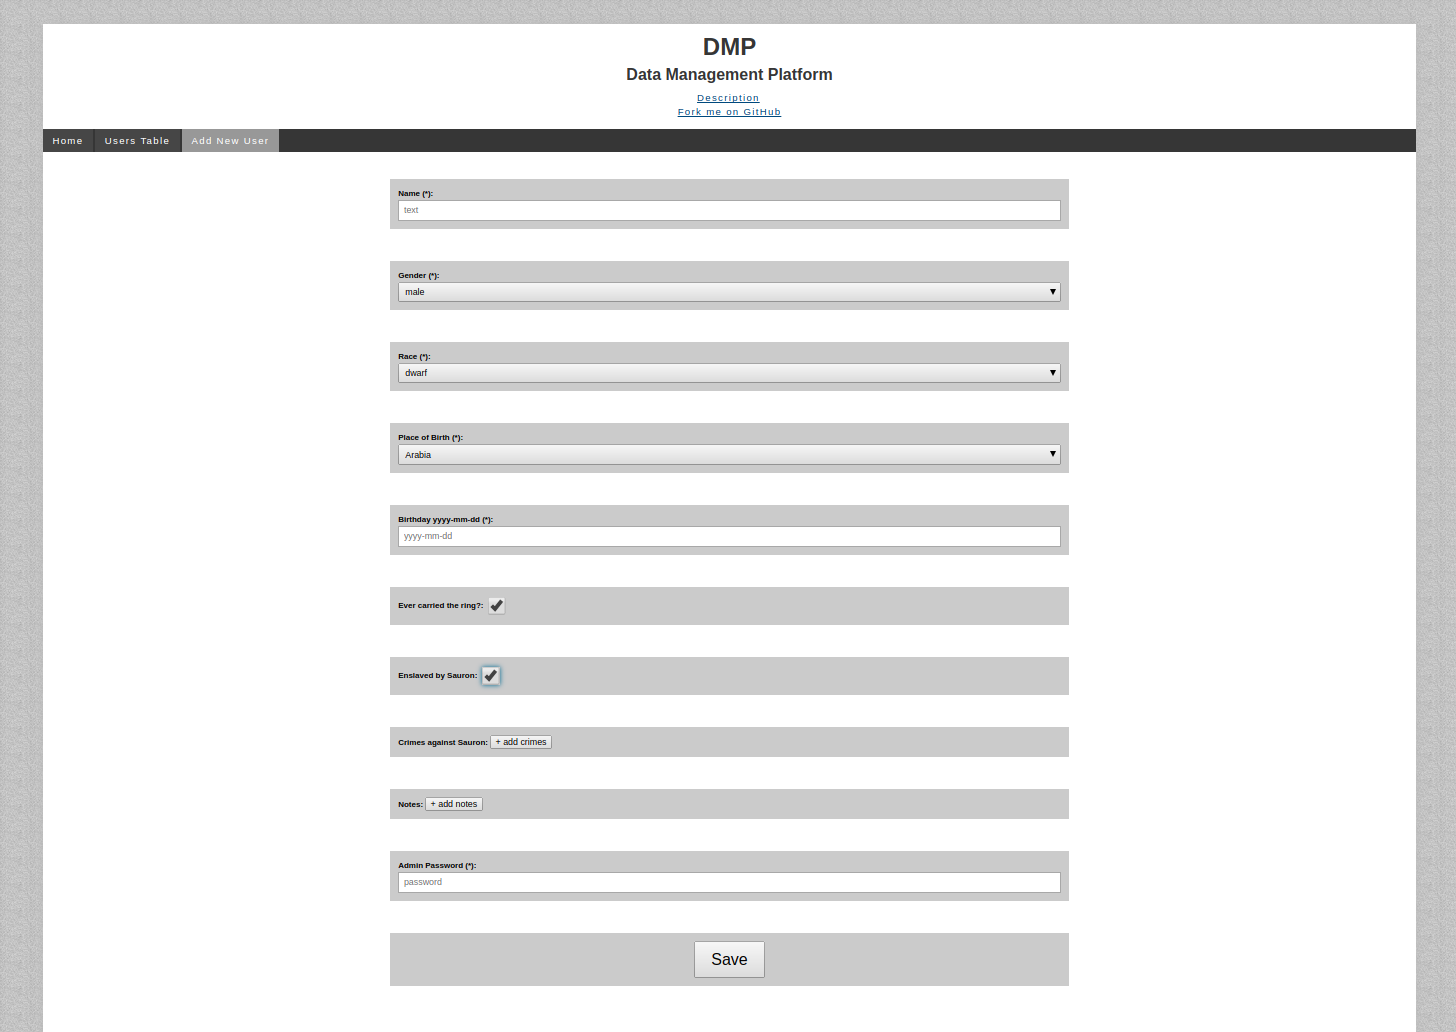 DMP
Data Management Platform
Description
Fork me on GitHub
Home Users Table Add New User
Name (*):
text
Gender (*):
male
Race (*):
dwarf
Place of Birth (*):
Arabia
Birthday yyyy-mm-dd (*):
yyyy-mm-dd
Ever carried the ring?:
Enslaved by Sauron:
Crimes against Sauron: + add crimes
Notes: + add notes
Admin Password (*):
password
Save